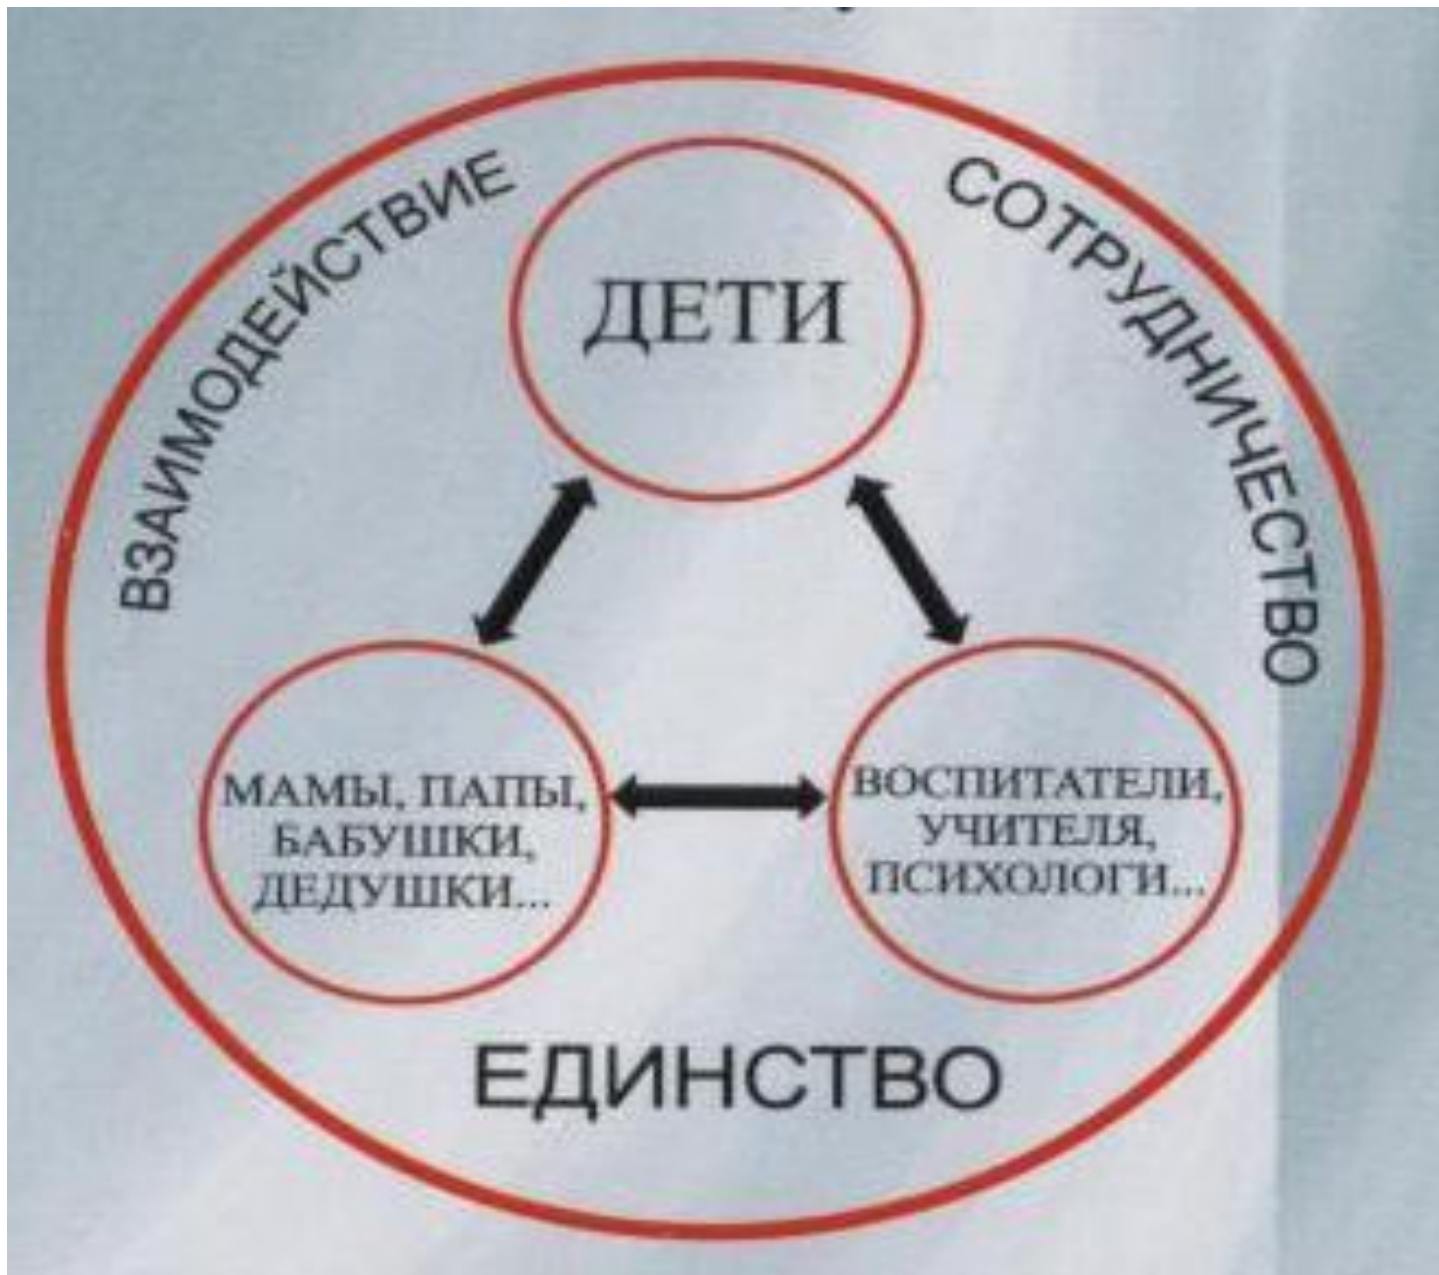 ВЗАИМОДЕЙСТВИЕ
СОТРУДНИЧЕСТВО
ДЕТИ
МАМЫ, ПАПЫ,
БАБУШКИ,
ДЕДУШКИ...
ВОСПИТАТЕЛИ,
УЧИТЕЛЯ,
ПСИХОЛОГИ...
ЕДИНСТВО